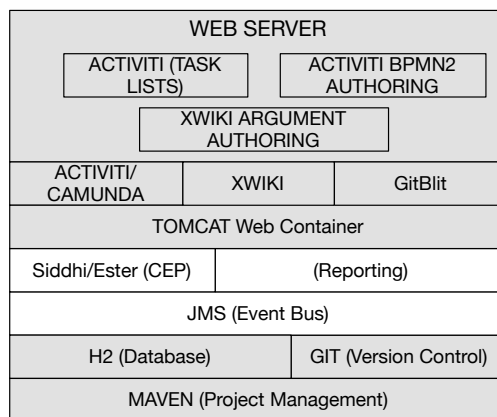 WEB SERVER
ACTIVITI (TASK
LISTS)
ACTIVITI BPMN2
AUTHORING
XWIKI ARGUMENT
AUTHORING
ACTIVITI/
CAMUNDA
XWIKI
GitBlit
TOMCAT Web Container
Siddhi/Ester (CEP)
(Reporting)
JMS (Event Bus)
H2 (Database)
GIT (Version Control)
MAVEN (Project Management)